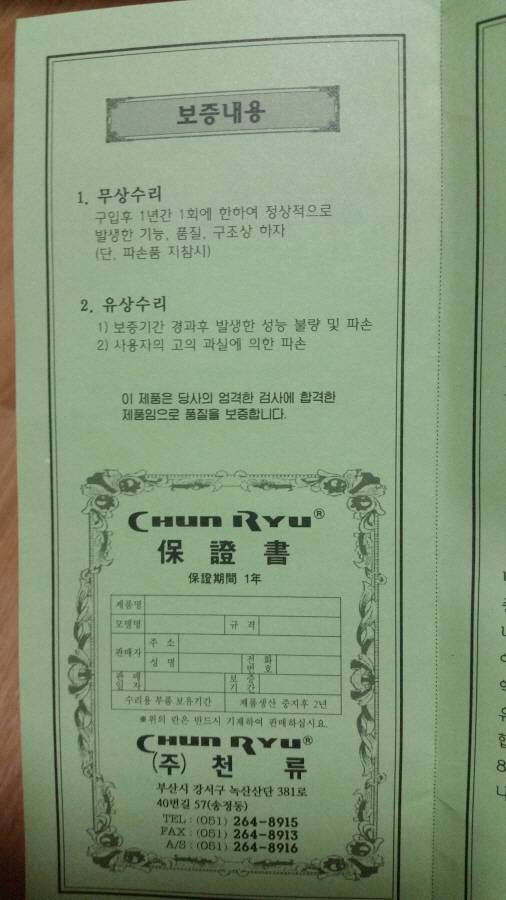 보증내용
1. 무상수리
구입후 1년간 1회에 한하여 정상적으로
발생한 기능, 품질, 구조상 하자
(단, 파손품 지참시)
2. 유상수리
1) 보증기간 경과후 발생한 성능 불량 및 파손
2) 사용자의 고의 과실에 의한 파손
이 제품은 당사의 엄격한 검사에 합격한
제품임으로 품질을 보증합니다.
CHUN RYU®
保證書
保證期間 1年
제품명
모델명 규격
판매자 주소
성명 전화번호
판매일자 보증기간
수리용 부품 보유기간 제품생산 중지후 2년
※위의 란은 반드시 기재하여 판매하십시요.
CHUN RYU®
(주) 천류
부산시 강서구 녹산산단 381로
40번길 57(송정동)
TEL : (051) 264-8915
FAX : (051) 264-8913
A/S : (051) 264-8916